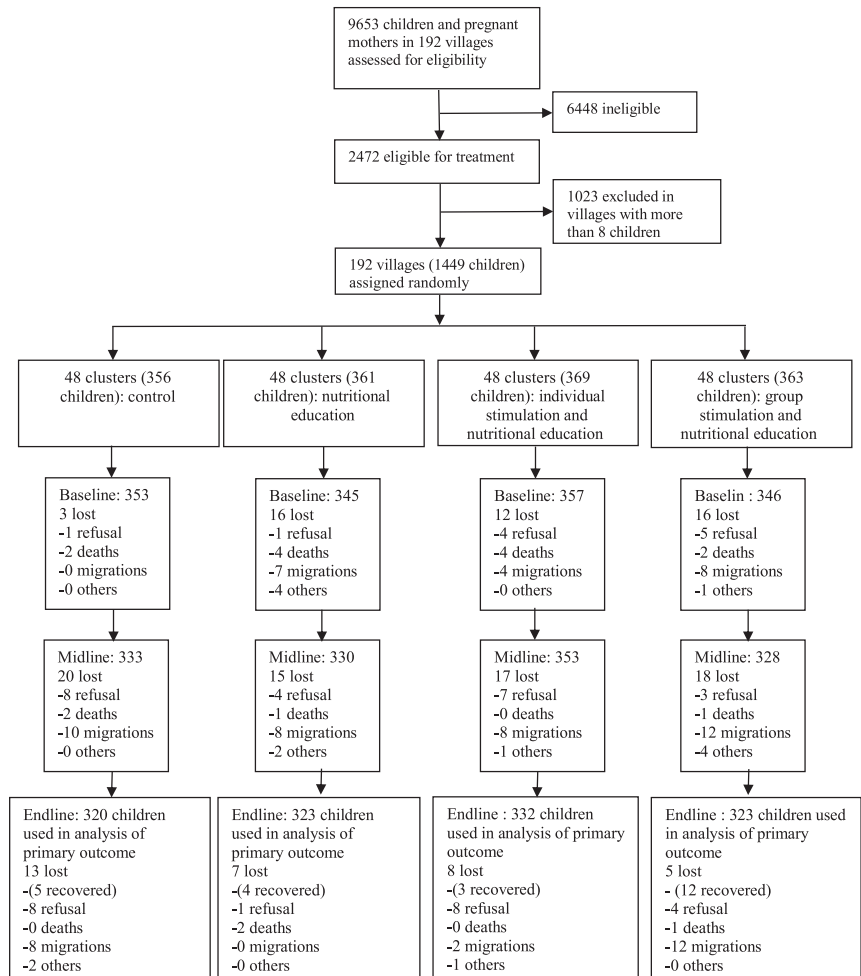 9653 children and pregnant
mothers in 192 villages
assessed for eligibility
6448 ineligible
2472 eligible for treatment
1023 excluded in
villages with more
than 8 children
192 villages (1449 children)
assigned randomly
48 clusters (356
children): control
48 clusters (361
children): nutritional
education
48 clusters (369
children): individual
stimulation and
nutritional education
48 clusters (363
children): group
stimulation and
nutritional education
Baseline: 353
3 lost
-1 refusal
-2 deaths
-0 migrations
-0 others
Baseline: 345
16 lost
-1 refusal
-4 deaths
-7 migrations
-4 others
Baseline: 357
12 lost
-4 refusal
-4 deaths
-4 migrations
-0 others
Baselin : 346
16 lost
-5 refusal
-2 deaths
-8 migrations
-1 others
Midline: 333
20 lost
-8 refusal
-2 deaths
-10 migrations
-0 others
Midline: 330
15 lost
-4 refusal
-1 deaths
-8 migrations
-2 others
Midline: 353
17 lost
-7 refusal
-0 deaths
-8 migrations
-1 others
Midline: 328
18 lost
-3 refusal
-1 deaths
-12 migrations
-4 others
Endline: 320 children
used in analysis of
primary outcome
13 lost
-(5 recovered)
-8 refusal
-0 deaths
-8 migrations
-2 others
Endline: 323 children
used in analysis of
primary outcome
7 lost
-(4 recovered)
-1 refusal
-2 deaths
-0 migrations
-0 others
Endline : 332 children
used in analysis of primary
outcome
8 lost
-(3 recovered)
-8 refusal
-0 deaths
-2 migrations
-1 others
Endline : 323 children used
in analysis of primary
outcome
5 lost
- (12 recovered)
-4 refusal
-1 deaths
-12 migrations
-0 others